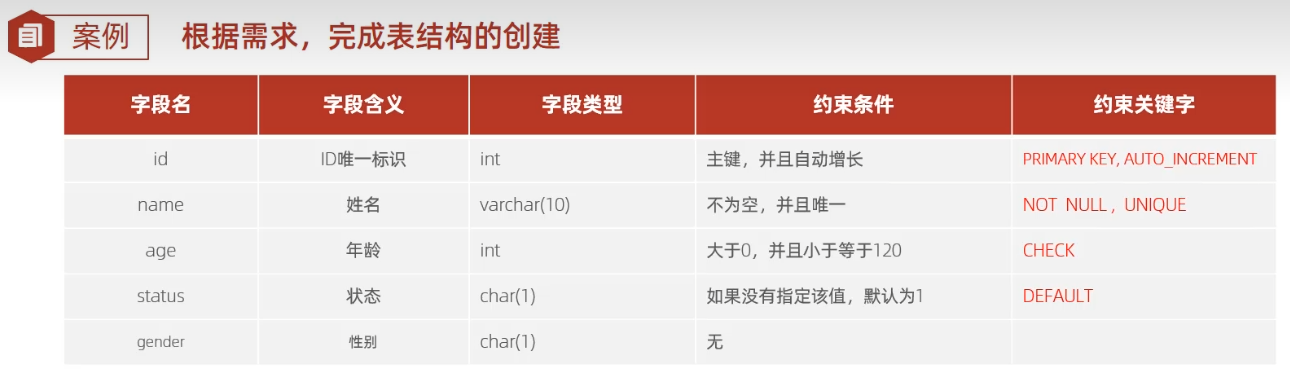 案例 根据需求，完成表结构的创建
字段名 字段含义 字段类型 约束条件 约束关键字
id ID唯一标识 int 主键，并且自动增长 PRIMARY KEY, AUTO_INCREMENT
name 姓名 varchar(10) 不为空，并且唯一 NOT NULL , UNIQUE
age 年龄 int 大于0，并且小于等于120 CHECK
status 状态 char(1) 如果没有指定该值，默认为1 DEFAULT
gender 性别 char(1) 无